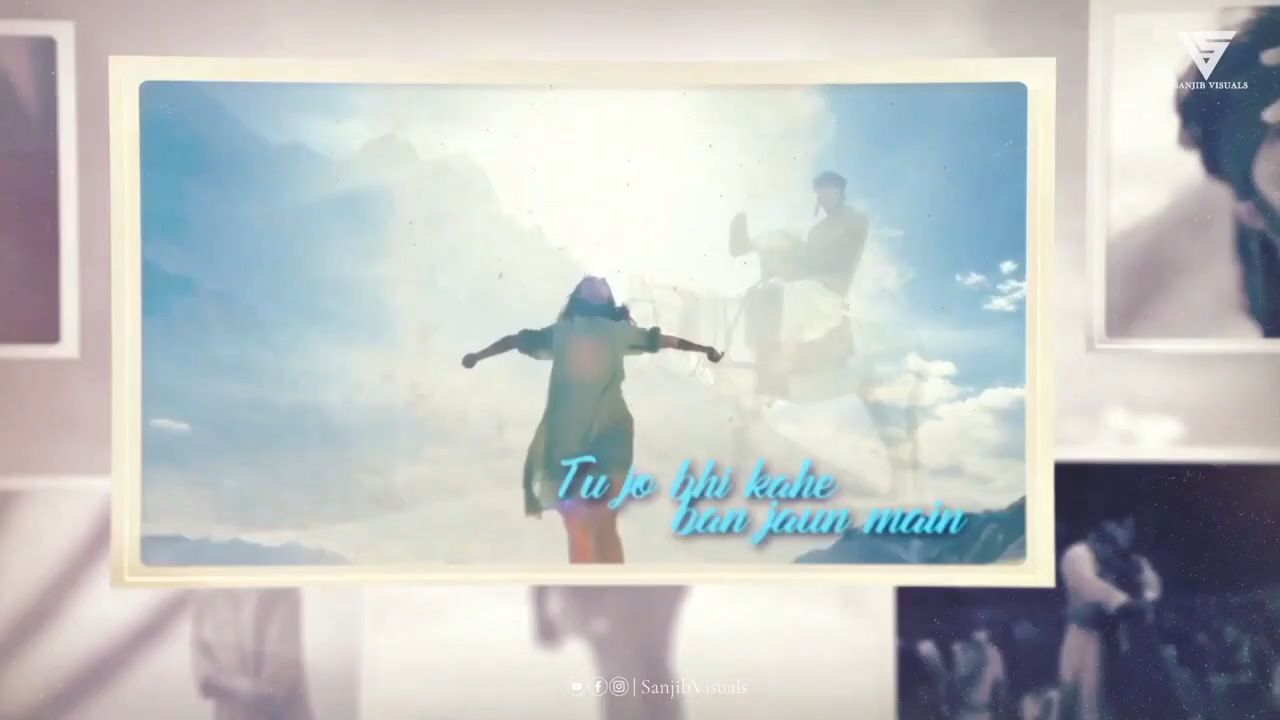 SANJIB VISUALS
Tu jo bhi kahe
ban jaun main
| SanjibVisuals